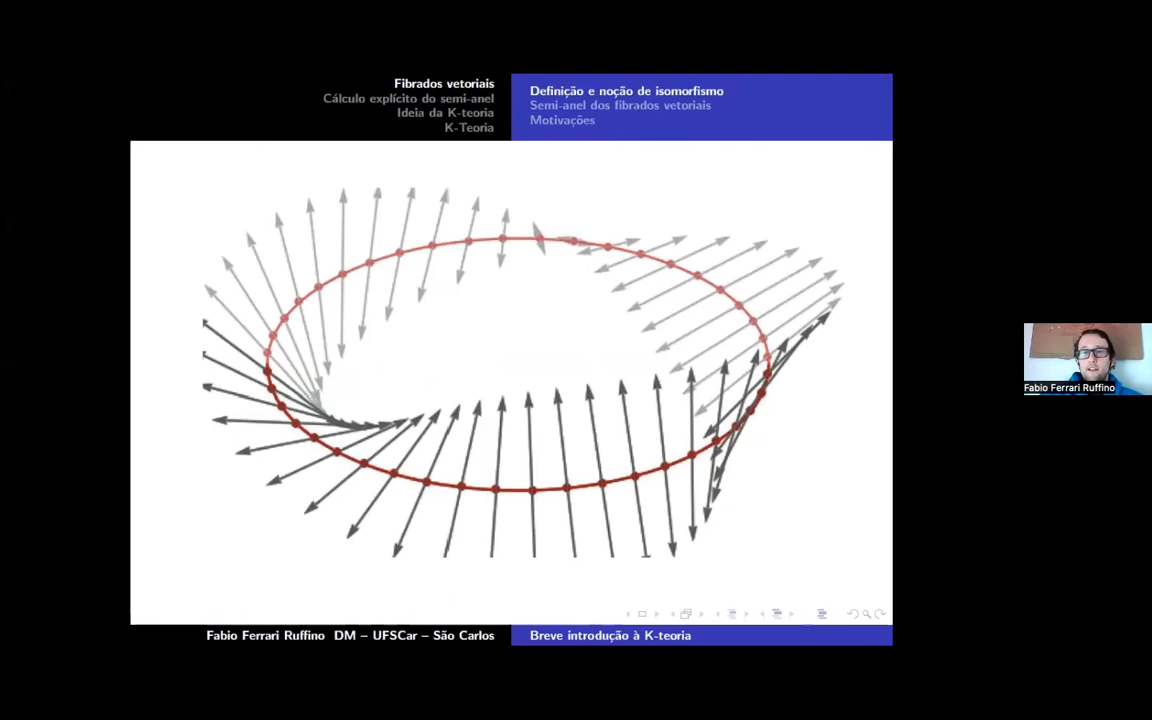 Fibrados vetoriais
Cálculo explícito do semi-anel
Ideia da K-teoria
K-Teoria
Definição e noção de isomorfismo
Semi-anel dos fibrados vetoriais
Motivações
Fabio Ferrari Ruffino
Fabio Ferrari Ruffino DM – UFSCar – São Carlos
Breve introdução à K-teoria